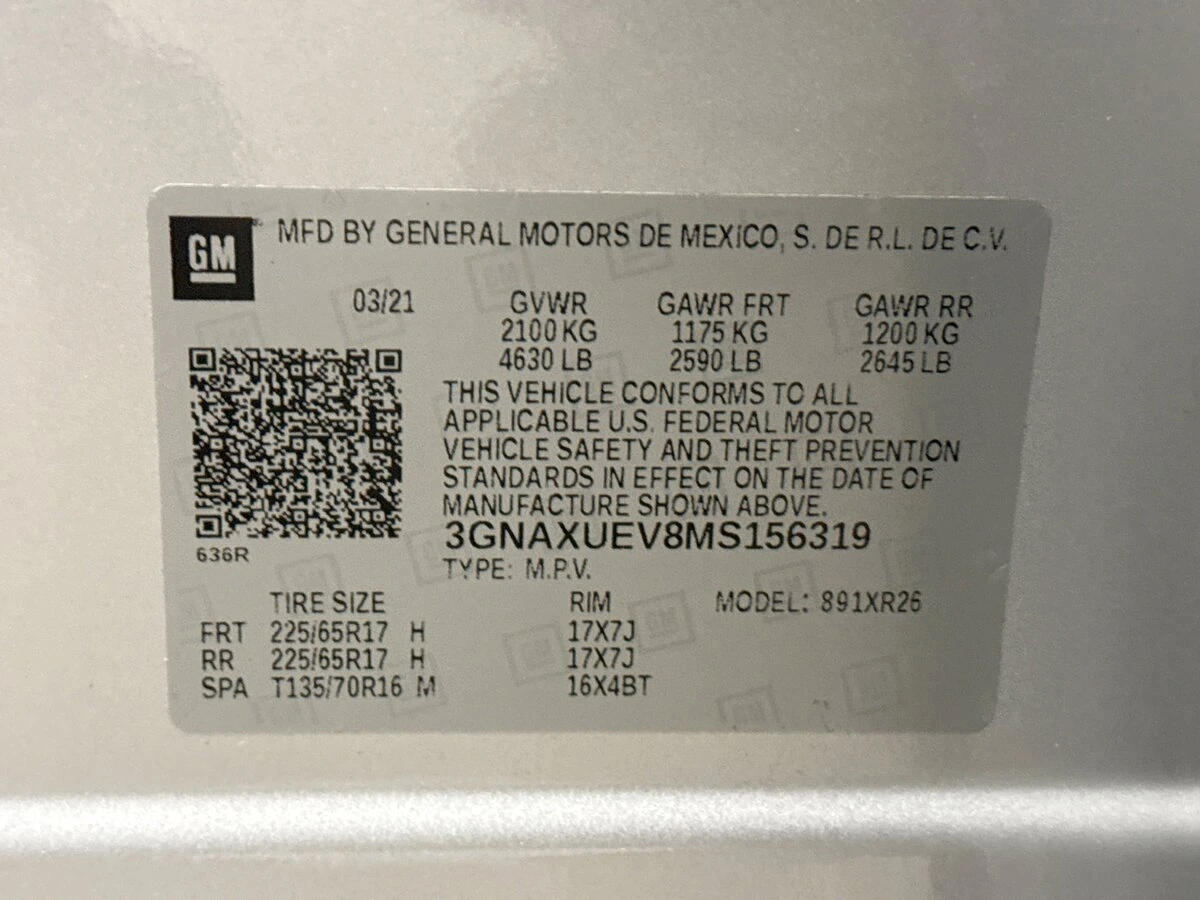 GM
MFD BY GENERAL MOTORS DE MEXICO, S. DE R.L. DE C.V.
03/21 GVWR GAWR FRT GAWR RR
2100 KG 1175 KG 1200 KG
4630 LB 2590 LB 2645 LB
THIS VEHICLE CONFORMS TO ALL
APPLICABLE U.S. FEDERAL MOTOR
VEHICLE SAFETY AND THEFT PREVENTION
STANDARDS IN EFFECT ON THE DATE OF
MANUFACTURE SHOWN ABOVE.
3GNAXUEV8MS156319
636R
TYPE: M.P.V.
TIRE SIZE RIM MODEL: 891XR26
FRT 225/65R17 H 17X7J
RR 225/65R17 H 17X7J
SPA T135/70R16 M 16X4BT